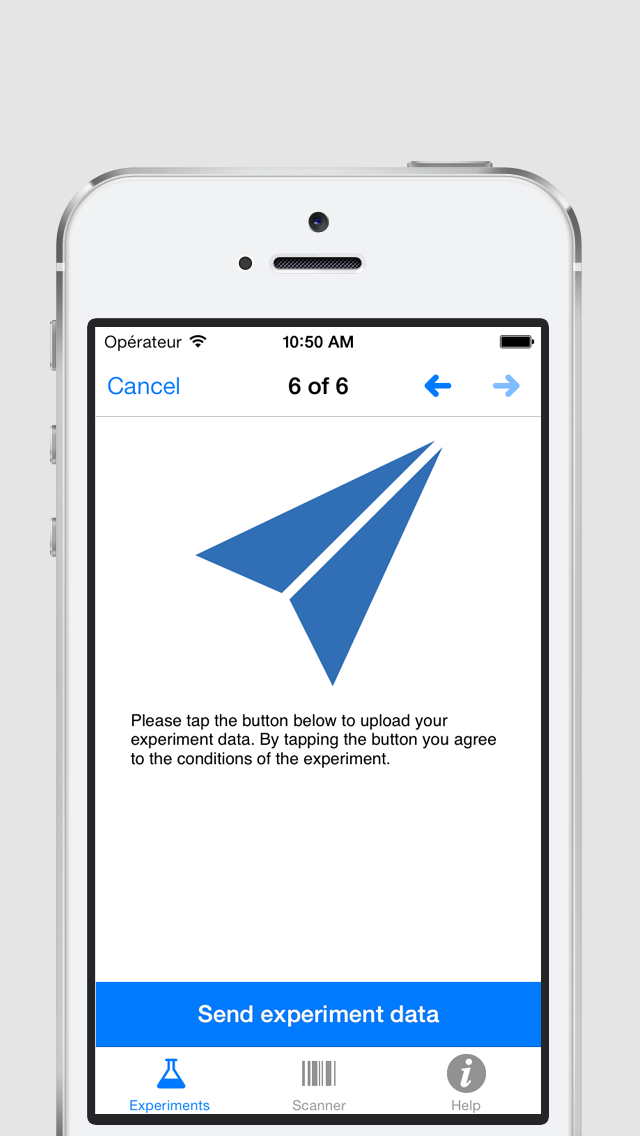 Opérateur 10:50 AM
Cancel 6 of 6
Please tap the button below to upload your
experiment data. By tapping the button you agree
to the conditions of the experiment.
Send experiment data
Experiments Scanner Help